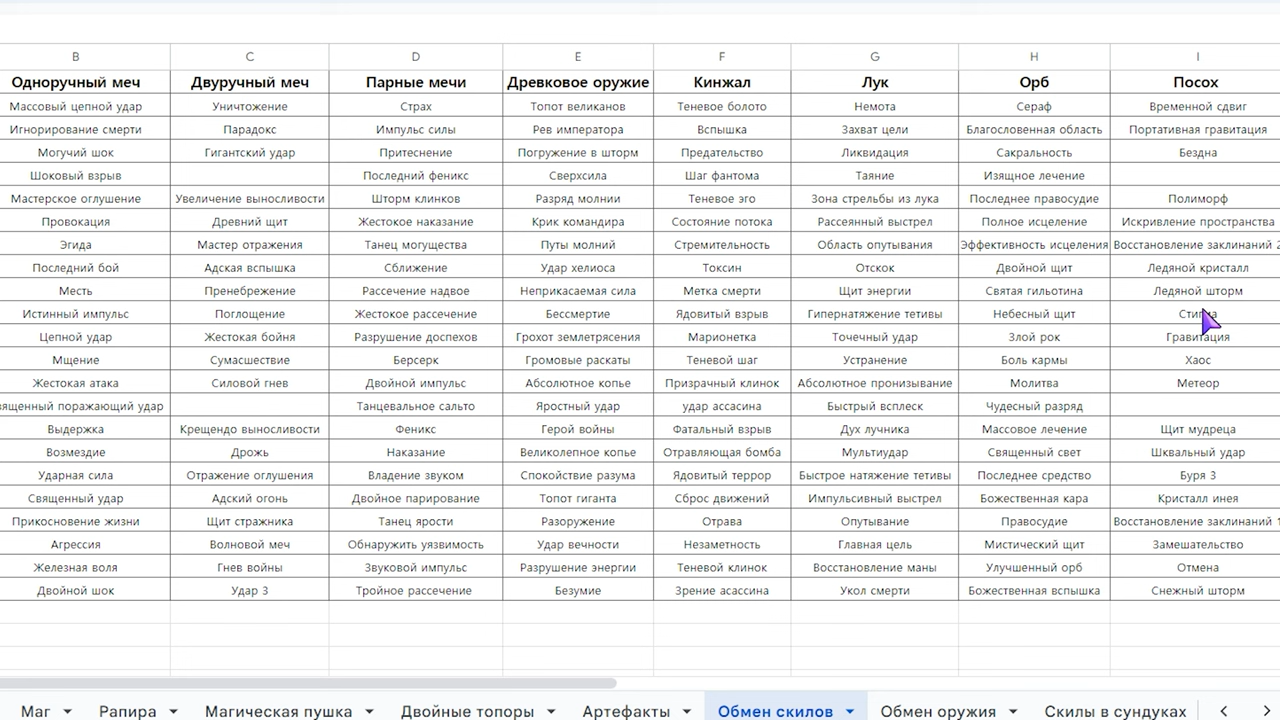 B C D E F G H I
Одноручный меч Двуручный меч Парные мечи Древковое оружие Кинжал Лук Орб Посох
Массовый цепной удар Уничтожение Страх Топот великанов Теневое болото Немота Сераф Временной сдвиг
Игнорирование смерти Парадокс Импульс силы Рев императора Вспышка Захват цели Благословенная область Портативная гравитация
Могучий шок Гигантский удар Притеснение Погружение в шторм Предательство Ликвидация Сакральность Бездна
Шоковый взрыв Последний феникс Сверхсила Шаг фантома Таяние Изящное лечение
Мастерское оглушение Увеличение выносливости Шторм клинков Разряд молнии Теневое эго Зона стрельбы из лука Последнее правосудие Полиморф
Провокация Древний щит Жестокое наказание Крик командира Состояние потока Рассеянный выстрел Полное исцеление Искривление пространства
Эгида Мастер отражения Танец могущества Путы молний Стремительность Область опутывания Эффективность исцеления Восстановление заклинаний 2
Последний бой Адская вспышка Сближение Удар хелиоса Токсин Отскок Двойной щит Ледяной кристалл
Месть Пренебрежение Рассечение надвое Неприкасаемая сила Метка смерти Щит энергии Святая гильотина Ледяной шторм
Истинный импульс Поглощение Жестокое рассечение Бессмертие Ядовитый взрыв Гипернатяжение тетивы Небесный щит
Цепной удар Жестокая бойня Разрушение доспехов Грохот землетрясения Марионетка Точечный удар Злой рок Гравитация
Мщение Сумасшествие Берсерк Громовые раскаты Теневой шаг Устранение Боль кармы Хаос
Жестокая атака Силовой гнев Двойной импульс Абсолютное копье Призрачный клинок Абсолютное пронизывание Молитва Метеор
поражающий удар Танцевальное сальто Яростный удар удар ассасина Быстрый всплеск Чудесный разряд
Выдержка Крещендо выносливости Феникс Герой войны Фатальный взрыв Дух лучника Массовое лечение Щит мудреца
Возмездие Дрожь Наказание Великолепное копье Отравляющая бомба Мультиудар Священный свет Шквальный удар
Ударная сила Отражение оглушения Владение звуком Спокойствие разума Ядовитый террор Быстрое натяжение тетивы Последнее средство Буря 3
Священный удар Адский огонь Двойное парирование Топот гиганта Сброс движений Импульсивный выстрел Божественная кара Кристалл инея
Прикосновение жизни Щит стражника Танец ярости Разоружение Отрава Опутывание Правосудие Восстановление заклинаний 1
Агрессия Волновой меч Обнаружить уязвимость Удар вечности Незаметность Главная цель Мистический щит Замешательство
Железная воля Гнев войны Звуковой импульс Разрушение энергии Теневой клинок Восстановление маны Улучшенный орб Отмена
Двойной шок Удар 3 Тройное рассечение Безумие Зрение асассина Укол смерти Божественная вспышка Снежный шторм
Маг Рапира Магическая пушка Двойные топоры Артефакты Обмен скилов Обмен оружия Скилы в сундуках